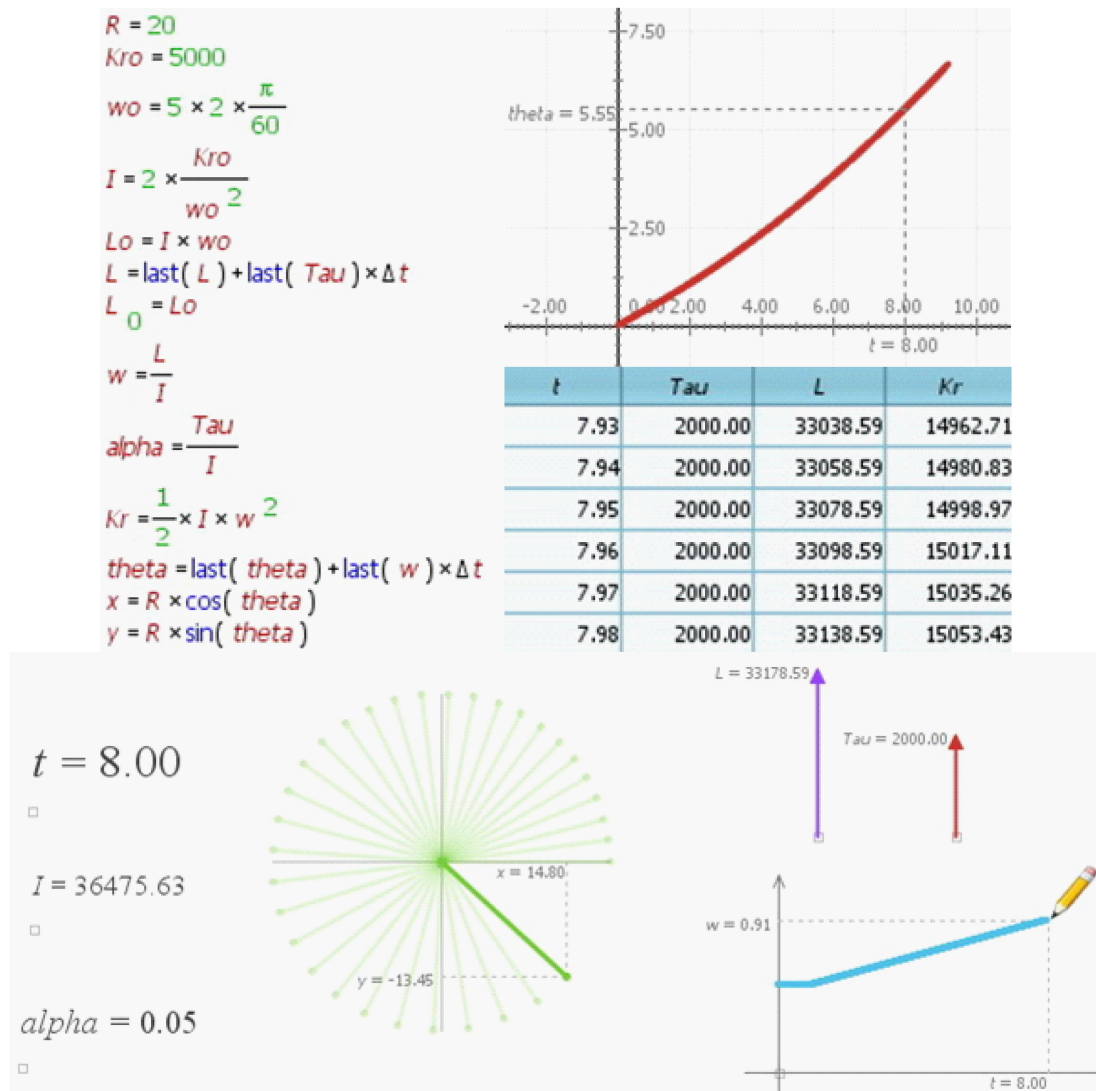 R = 20
Kro = 5000
wo = 5 × 2 × π/60
I = 2 × Kro/wo²
Lo = I × wo
L = last( L ) + last( Tau ) × Δt
L₀ = Lo
w = L/I
alpha = Tau/I
Kr = 1/2 × I × w²
theta = last( theta ) + last( w ) × Δt
x = R × cos( theta )
y = R × sin( theta )
7.50
theta = 5.55
5.00
2.50
-2.00 0.00 2.00 4.00 6.00 8.00 10.00
t = 8.00
t Tau L Kr
7.93 2000.00 33038.59 14962.71
7.94 2000.00 33058.59 14980.83
7.95 2000.00 33078.59 14998.97
7.96 2000.00 33098.59 15017.11
7.97 2000.00 33118.59 15035.26
7.98 2000.00 33138.59 15053.43
t = 8.00
I = 36475.63
alpha = 0.05
x = 14.80
y = -13.45
L = 33178.59
Tau = 2000.00
w = 0.91
t = 8.00